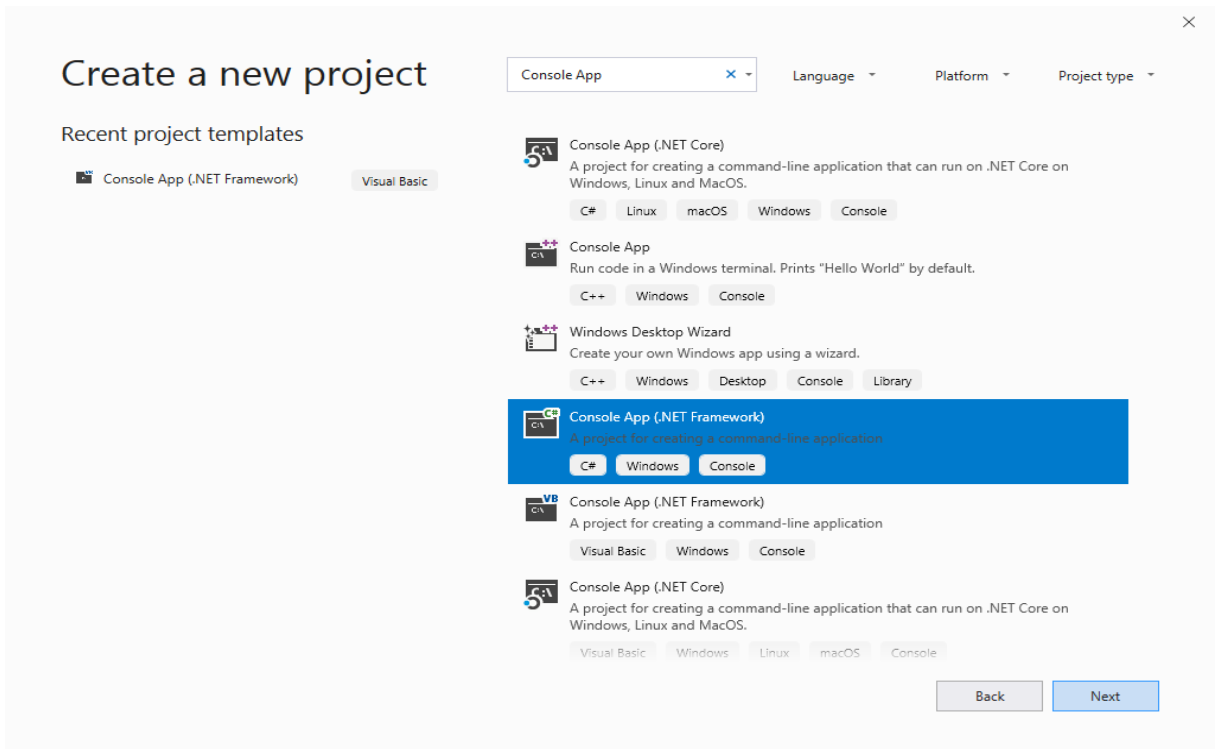 Create a new project
Console App
Language
Platform
Project type
Recent project templates
Console App (.NET Framework)
Visual Basic
Console App (.NET Core)
A project for creating a command-line application that can run on .NET Core on
Windows, Linux and MacOS.
C# Linux macOS Windows Console
Console App
Run code in a Windows terminal. Prints "Hello World" by default.
C++ Windows Console
Windows Desktop Wizard
Create your own Windows app using a wizard.
C++ Windows Desktop Console Library
Console App (.NET Framework)
A project for creating a command-line application
C# Windows Console
Console App (.NET Framework)
A project for creating a command-line application
Visual Basic Windows Console
Console App (.NET Core)
A project for creating a command-line application that can run on .NET Core on
Windows, Linux and MacOS.
Visual Basic Windows Linux macOS Console
Back
Next